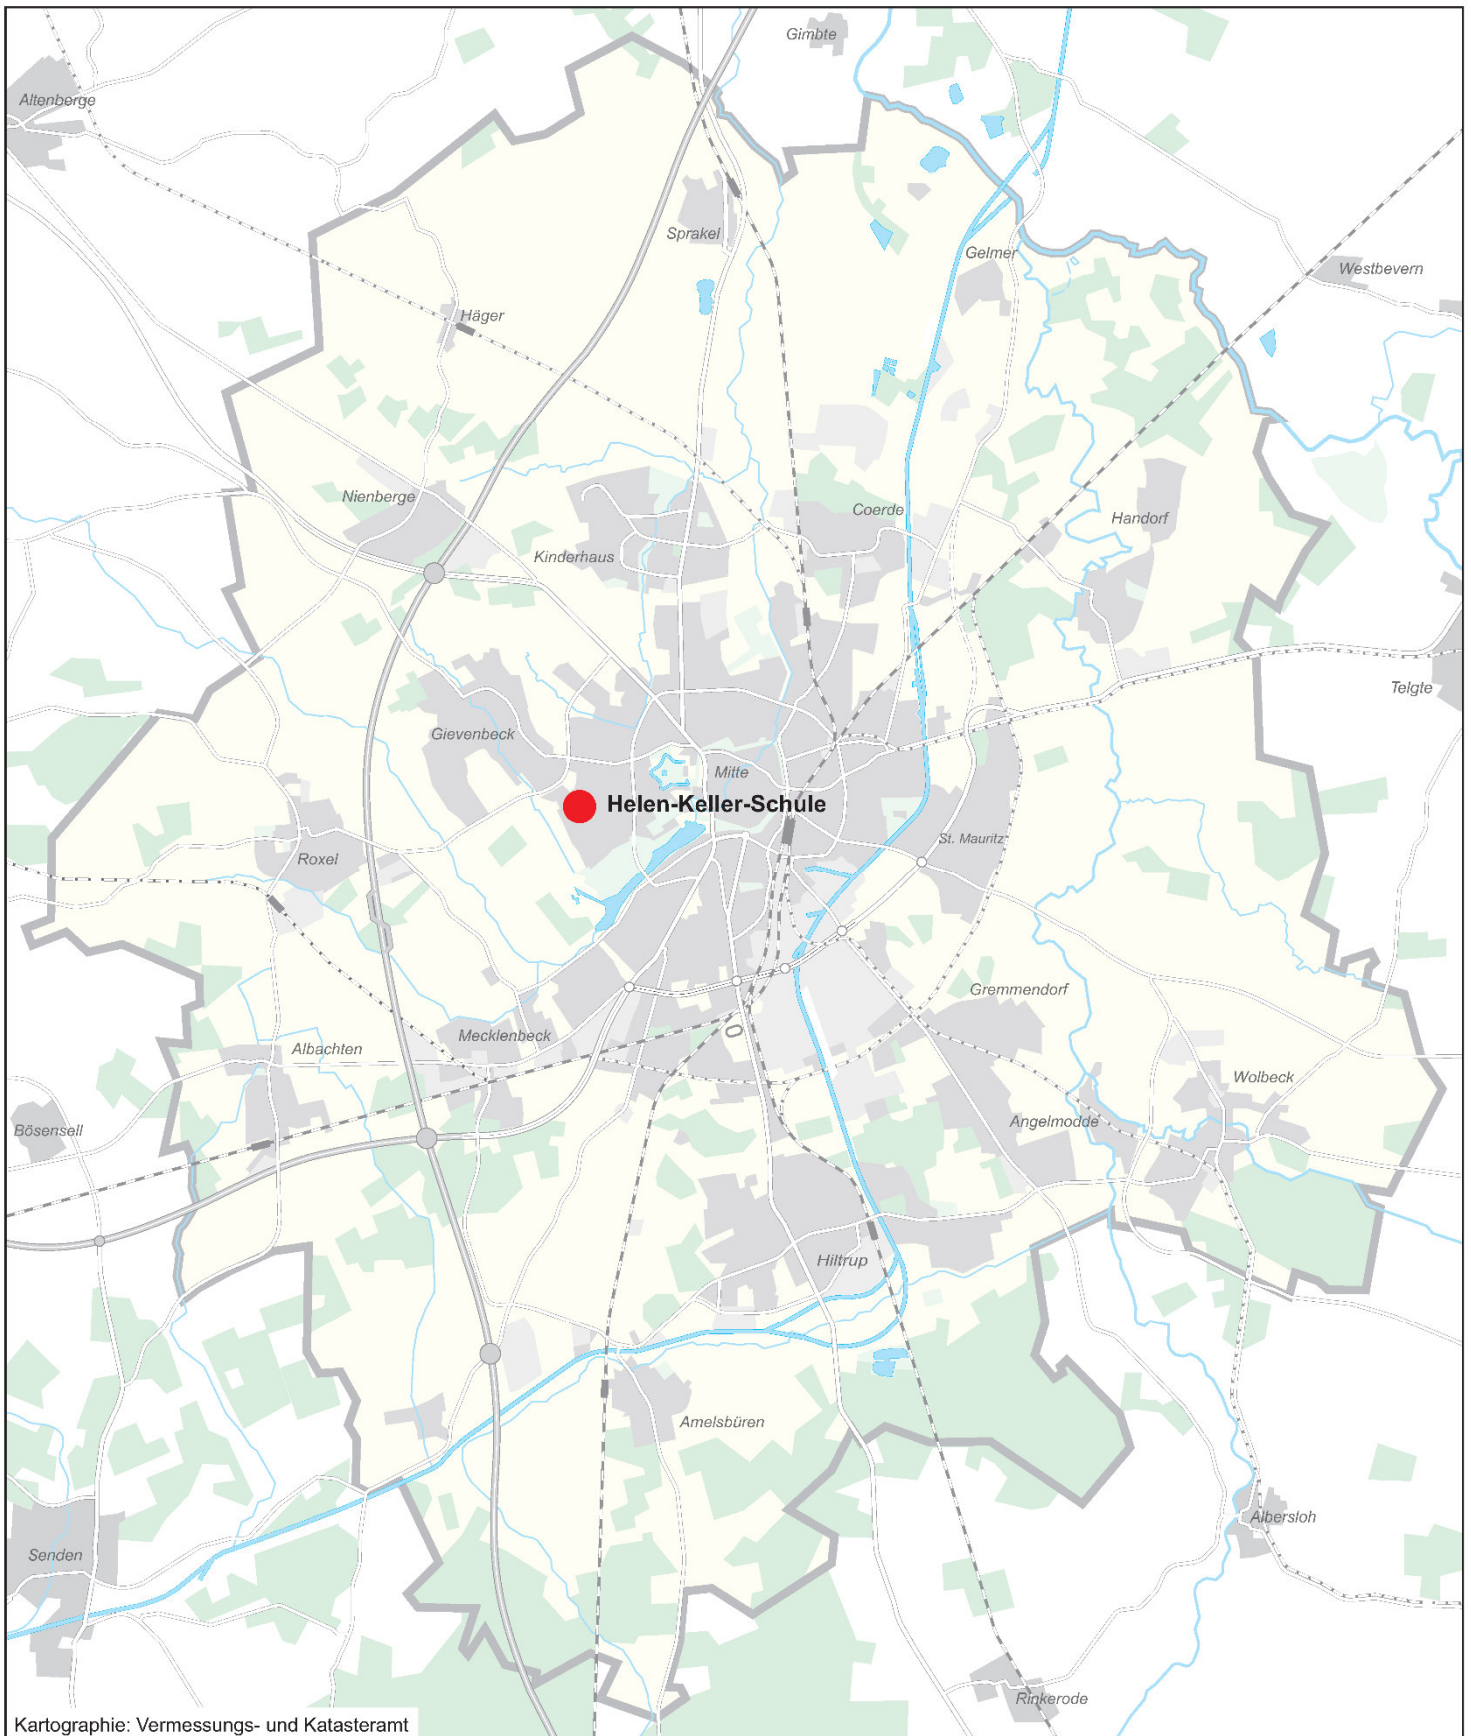 Gimbte
Altenberge
Sprakel
Gelmer
Westbevern
Häger
Nienberge
Coerde
Handorf
Kinderhaus
Telgte
Gievenbeck
Mitte
Helen-Keller-Schule
St. Mauritz
Roxel
Gremmendorf
Mecklenbeck
Albachten
Wolbeck
Angelmodde
Bösensell
Hiltrup
Amelsbüren
Albersloh
Senden
Rinkerode
Kartographie: Vermessungs- und Katasteramt